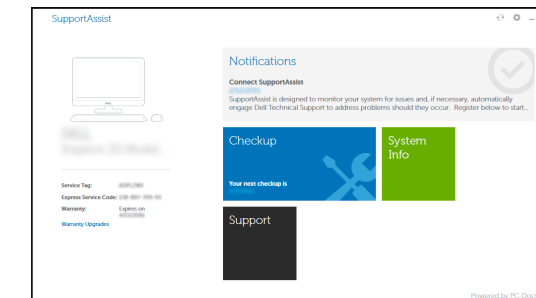 SupportAssist
Notifications
Connect SupportAssist
SupportAssist is designed to monitor your system for issues and, if necessary, automatically
engage Dell Technical Support to address problems should they occur. Register below to start...
Checkup
Your next checkup is
System
Info
Support
Service Tag:
Express Service Code:
Warranty: Expires on
Warranty Upgrades
Powered by PC-Doct